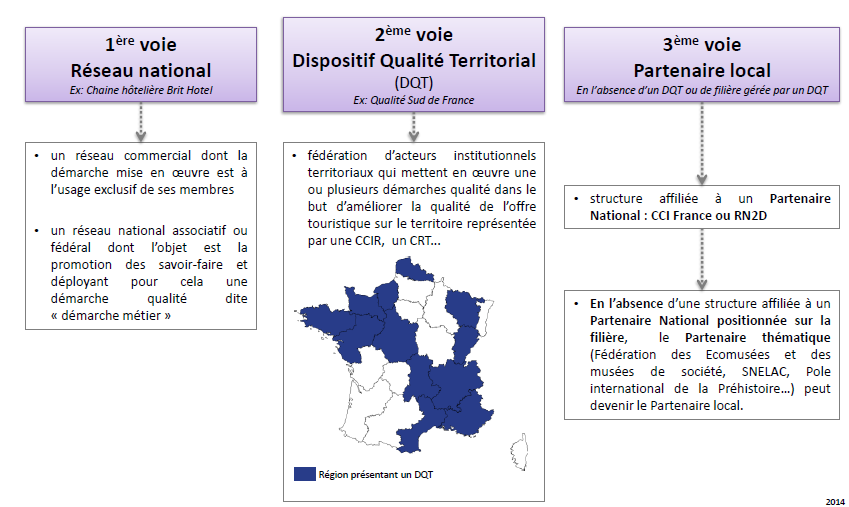 1ère voie
Réseau national
Ex: Chaine hôtelière Brit Hotel
• un réseau commercial dont la
démarche mise en œuvre est à
l’usage exclusif de ses membres
• un réseau national associatif ou
fédéral dont l’objet est la
promotion des savoir-faire et
déployant pour cela une
démarche qualité dite
« démarche métier »
2ème voie
Dispositif Qualité Territorial
(DQT)
Ex: Qualité Sud de France
• fédération d’acteurs institutionnels
territoriaux qui mettent en œuvre une
ou plusieurs démarches qualité dans le
but d’améliorer la qualité de l’offre
touristique sur le territoire représentée
par une CCIR, un CRT...
Région présentant un DQT
3ème voie
Partenaire local
En l’absence d’un DQT ou de filière gérée par un DQT
• structure affiliée à un Partenaire
National : CCI France ou RN2D
• En l’absence d’une structure affiliée à un
Partenaire National positionnée sur la
filière, le Partenaire thématique
(Fédération des Ecomusées et des
musées de société, SNELAC, Pole
international de la Préhistoire...) peut
devenir le Partenaire local.
2014